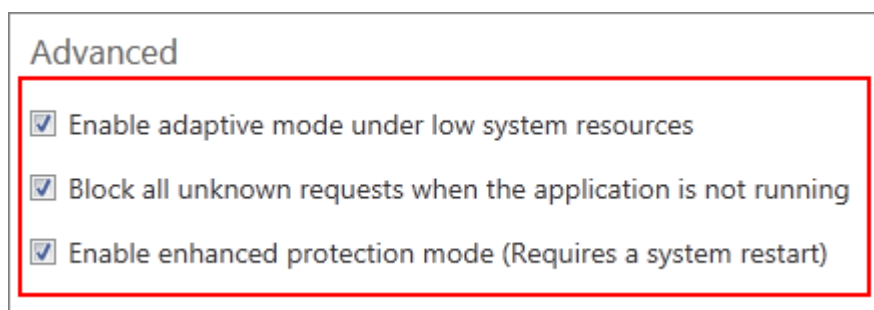 Advanced
Enable adaptive mode under low system resources
Block all unknown requests when the application is not running
Enable enhanced protection mode (Requires a system restart)